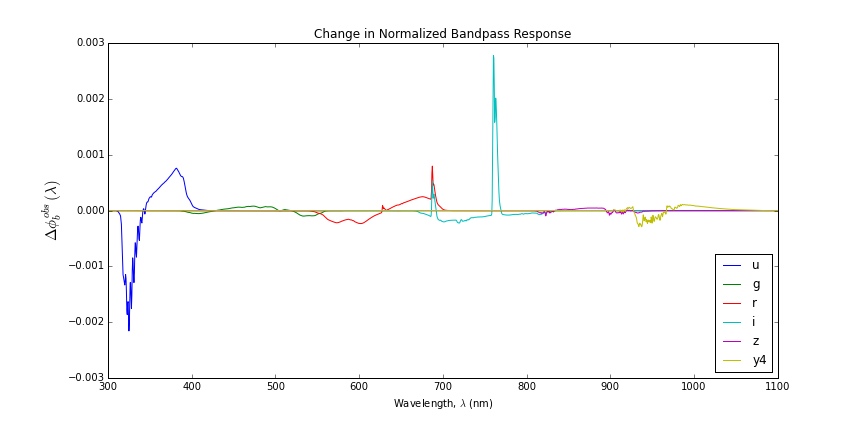 Change in Normalized Bandpass Response
Δϕ_b^{obs} (λ)
0.003
0.002
0.001
0.000
−0.001
−0.002
−0.003
300 400 500 600 700 800 900 1000 1100
Wavelength, λ (nm)
u
g
r
i
z
y4